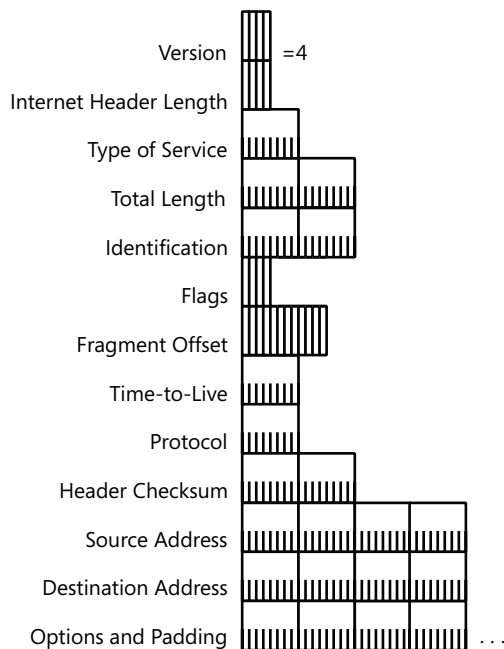 Version =4
Internet Header Length
Type of Service
Total Length
Identification
Flags
Fragment Offset
Time-to-Live
Protocol
Header Checksum
Source Address
Destination Address
Options and Padding ...